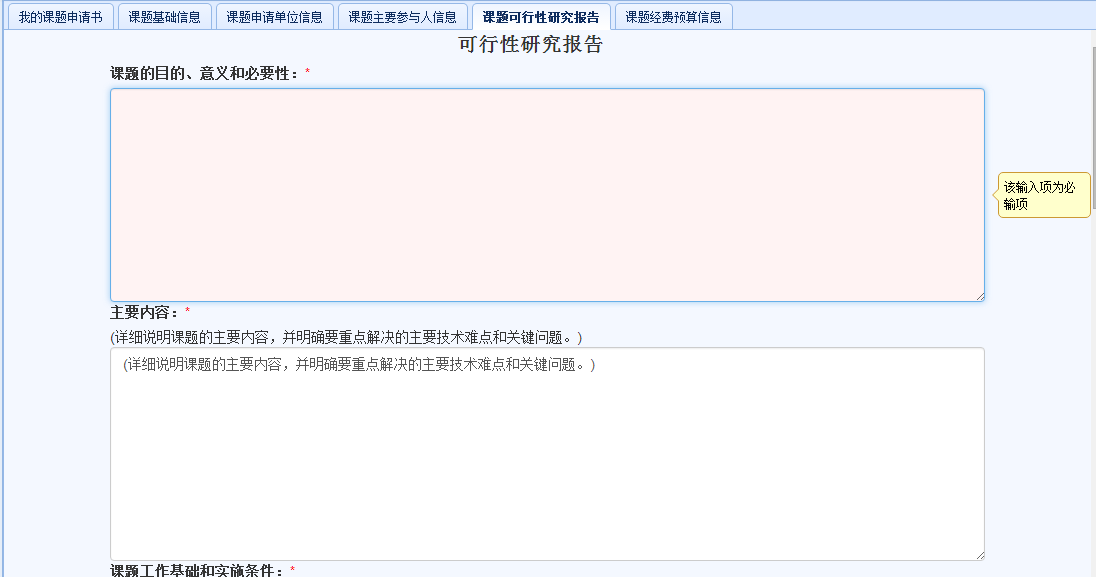 我的课题申请书 课题基础信息 课题申请单位信息 课题主要参与人信息 课题可行性研究报告 课题经费预算信息
可行性研究报告
课题的目的、意义和必要性：*
该输入项为必
输项
主要内容：*
(详细说明课题的主要内容，并明确要重点解决的主要技术难点和关键问题。)
(详细说明课题的主要内容，并明确要重点解决的主要技术难点和关键问题。)
课题工作基础和实施条件：*